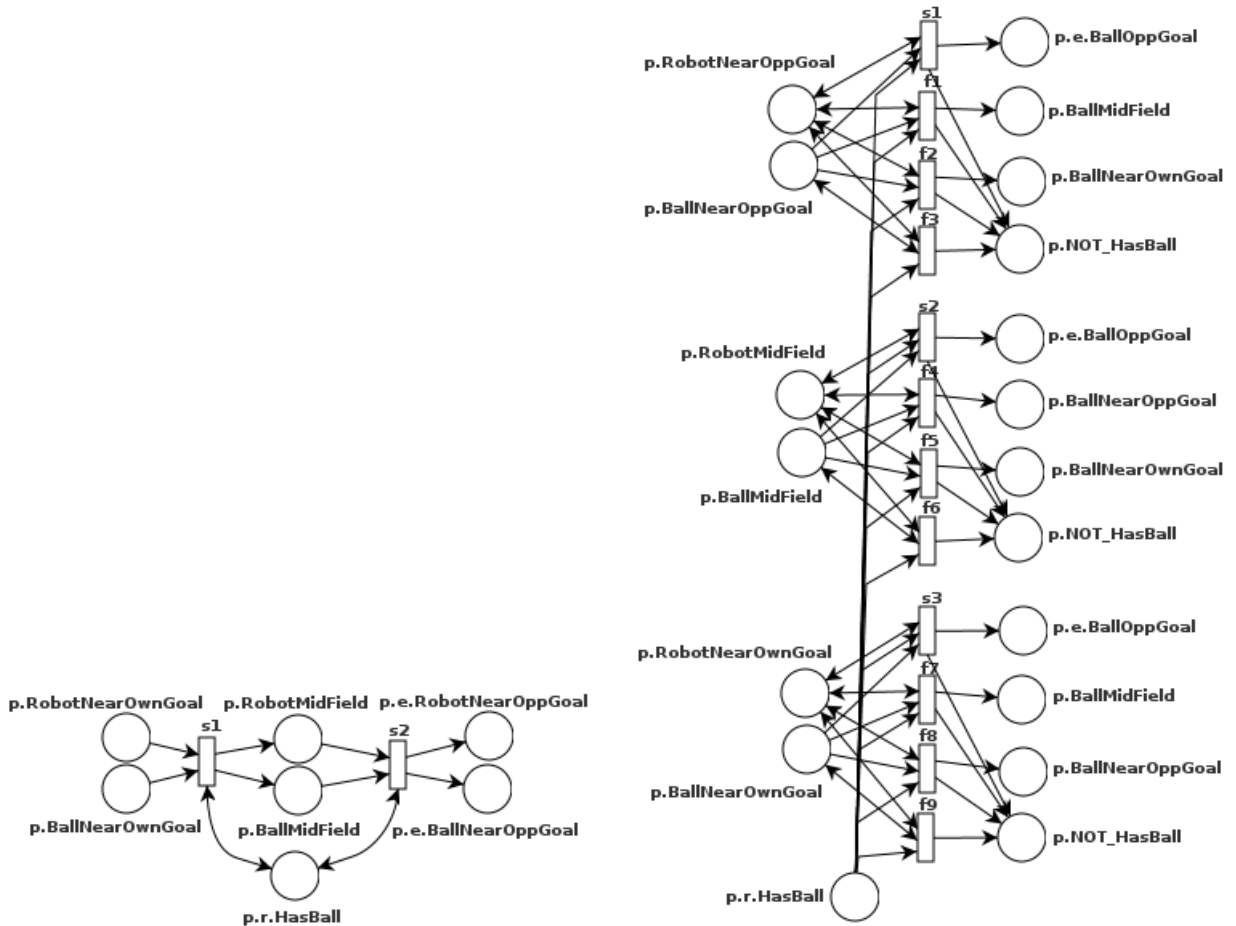 s1
p.e.BallOppGoal
p.RobotNearOppGoal
f1
p.BallMidField
f2
p.BallNearOwnGoal
p.BallNearOppGoal
f3
p.NOT_HasBall
s2
p.e.BallOppGoal
p.RobotMidField
f4
p.BallNearOppGoal
f5
p.BallNearOwnGoal
p.BallMidField
f6
p.NOT_HasBall
s3
p.e.BallOppGoal
p.RobotNearOwnGoal
f7
p.BallMidField
f8
p.BallNearOppGoal
p.BallNearOwnGoal
f9
p.NOT_HasBall
p.r.HasBall
p.RobotNearOwnGoal
p.RobotMidField
p.e.RobotNearOppGoal
s1
s2
p.BallNearOwnGoal
p.BallMidField
p.e.BallNearOppGoal
p.r.HasBall